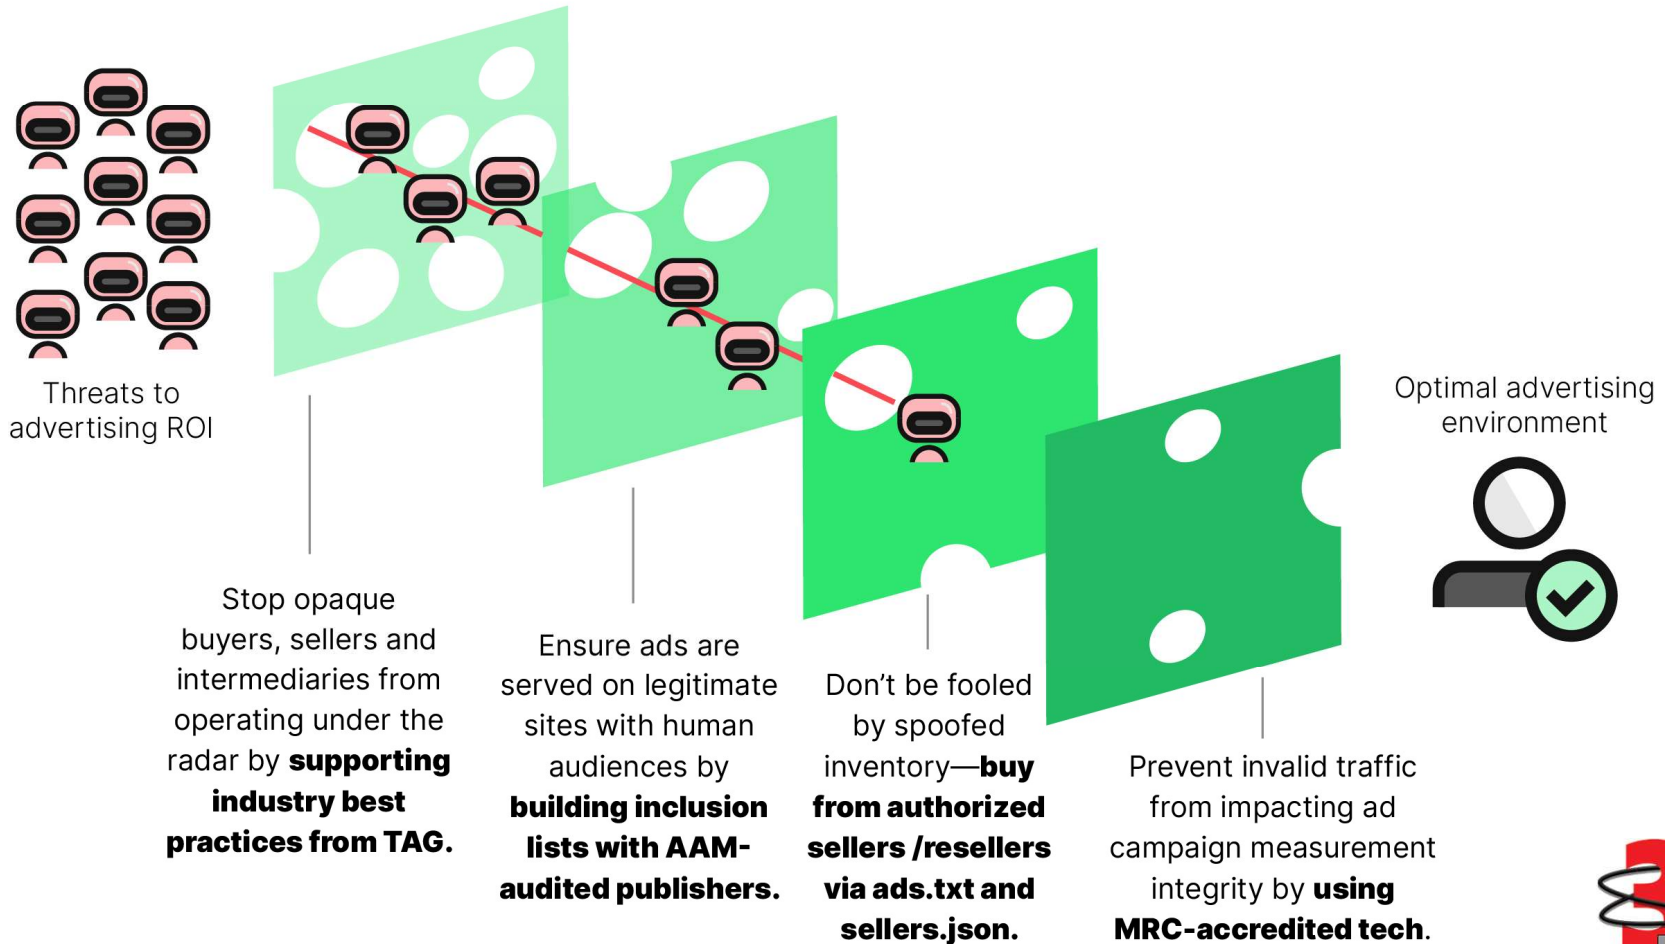 Threats to
advertising ROI
Optimal advertising
environment
Stop opaque
buyers, sellers and
intermediaries from
operating under the
radar by supporting
industry best
practices from TAG.
Ensure ads are
served on legitimate
sites with human
audiences by
building inclusion
lists with AAM-
audited publishers.
Don’t be fooled
by spoofed
inventory—buy
from authorized
sellers /resellers
via ads.txt and
sellers.json.
Prevent invalid traffic
from impacting ad
campaign measurement
integrity by using
MRC-accredited tech.